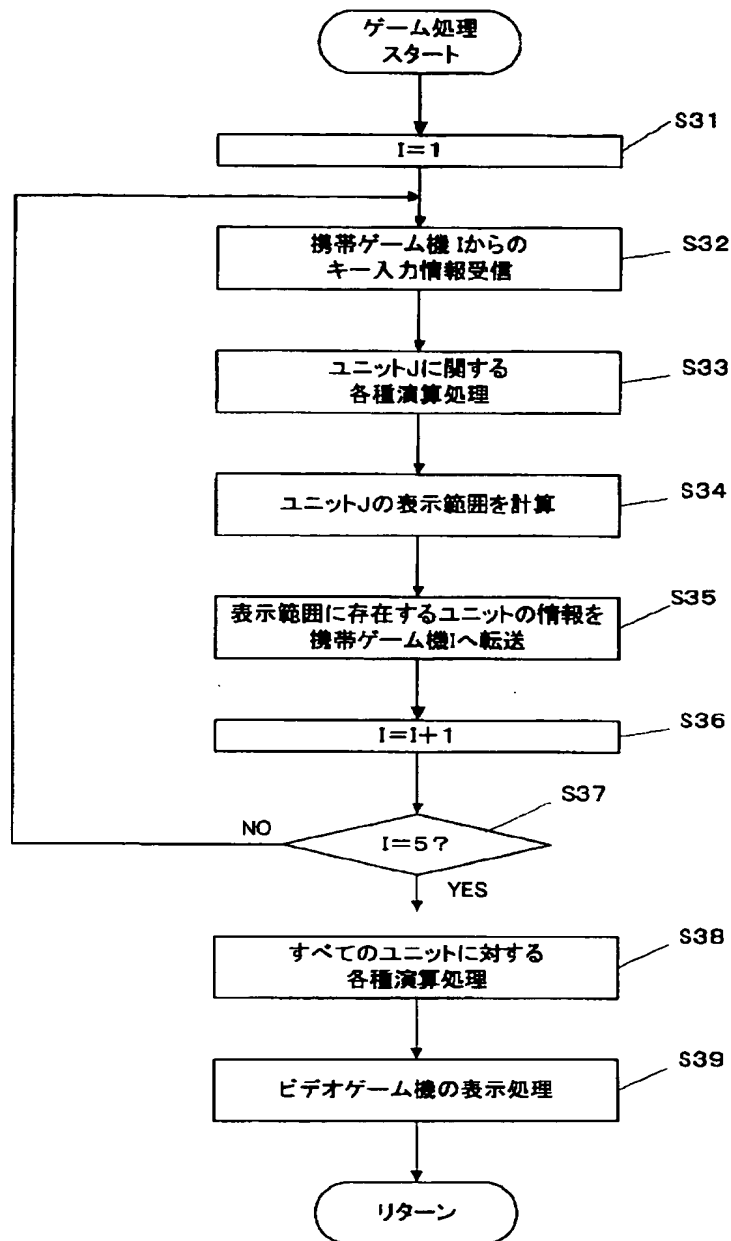 ゲーム処理
スタート
S31
I＝1
携帯ゲーム機 Iからの
キー入力情報受信
S32
ユニットJに関する
各種演算処理
S33
ユニットJの表示範囲を計算
S34
表示範囲に存在するユニットの情報を
携帯ゲーム機Iへ転送
S35
I＝I＋1
S36
I＝5？
S37
NO
YES
すべてのユニットに対する
各種演算処理
S38
ビデオゲーム機の表示処理
S39
リターン